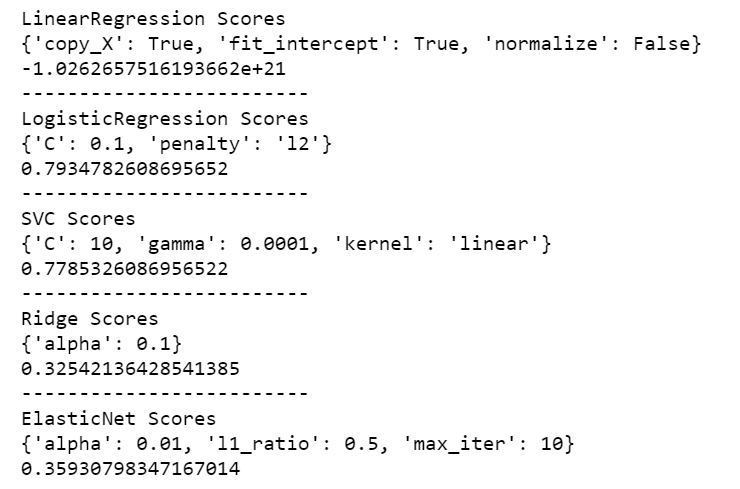 LinearRegression Scores
{'copy_X': True, 'fit_intercept': True, 'normalize': False}
-1.0262657516193662e+21
-------------------------
LogisticRegression Scores
{'C': 0.1, 'penalty': 'l2'}
0.7934782608695652
-------------------------
SVC Scores
{'C': 10, 'gamma': 0.0001, 'kernel': 'linear'}
0.7785326086956522
-------------------------
Ridge Scores
{'alpha': 0.1}
0.32542136428541385
-------------------------
ElasticNet Scores
{'alpha': 0.01, 'l1_ratio': 0.5, 'max_iter': 10}
0.35930798347167014